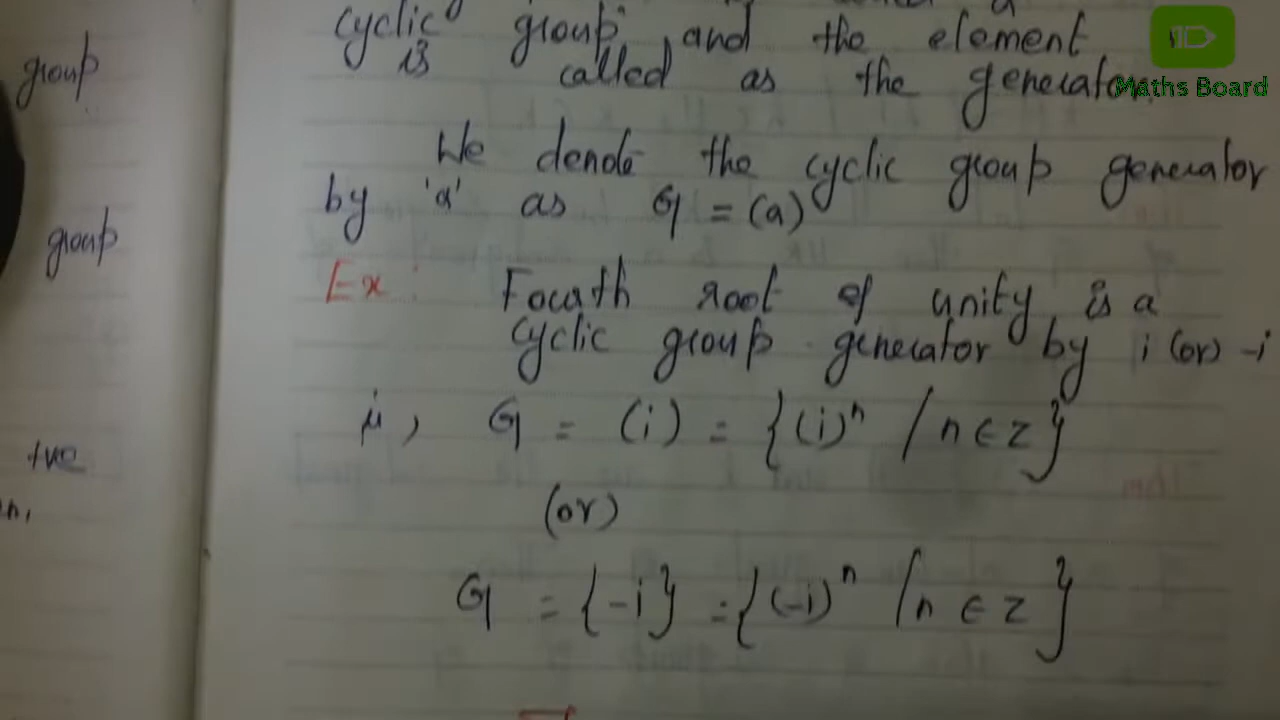 group
group
+ve
cyclic group, and the element
is called as the generator.
Maths Board
We denote the cyclic group generator
by 'a' as G = (a)
Ex: Fourth root of unity is a
cyclic group generator by i (or) -i
ie, G = (i) = {(i)^n / n ∈ z}
(or)
G = {-i} = {(-i)^n / n ∈ z}